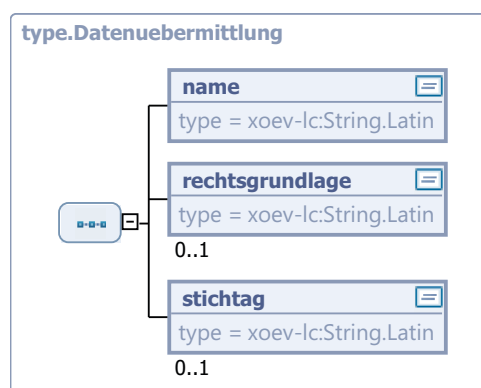 type.Datenuebermittlung
name
type = xoev-lc:String.Latin
rechtsgrundlage
type = xoev-lc:String.Latin
0..1
stichtag
type = xoev-lc:String.Latin
0..1